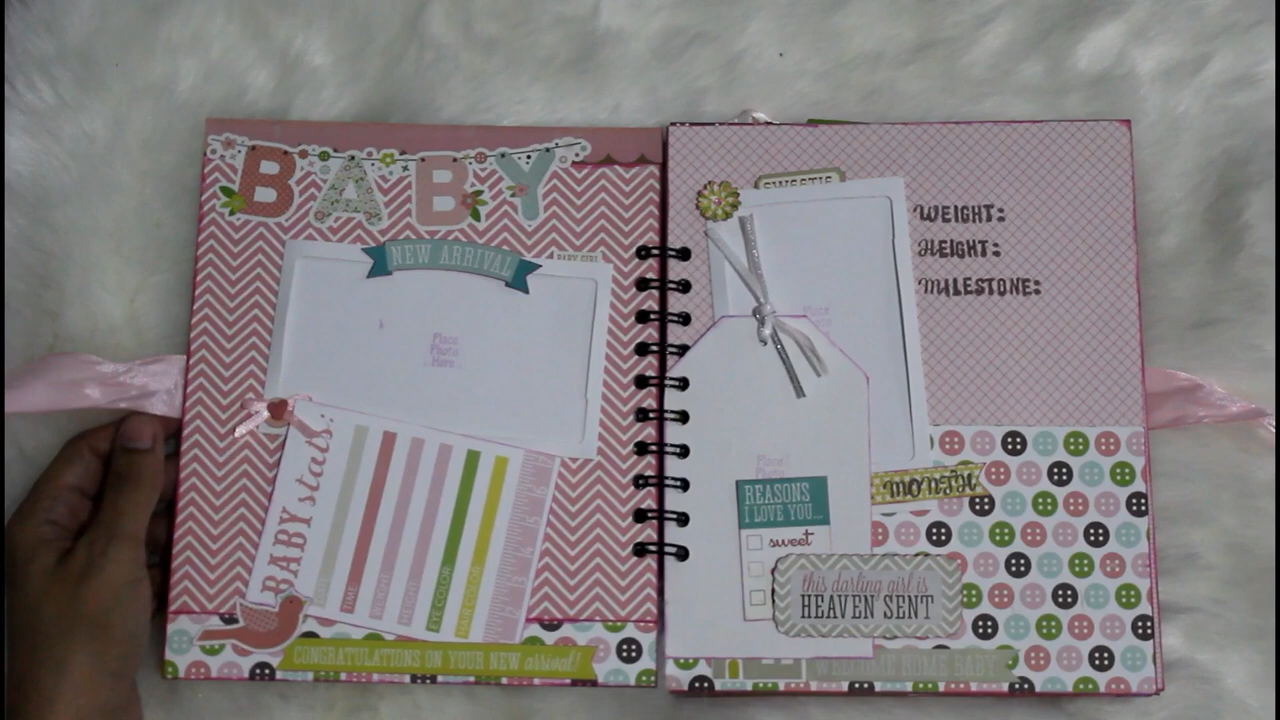 BABY
NEW ARRIVAL
BABY GIRL
Place
Photo
Here
BABY stats:
TIME:
WEIGHT:
HEIGHT:
EYE COLOR:
HAIR COLOR:
CONGRATULATIONS ON YOUR NEW arrival!
SWEETIE
WEIGHT:
HEIGHT:
MILESTONE:
Place
MONTH
Place
REASONS
I LOVE YOU...
sweet
this darling girl is
HEAVEN SENT
WELCOME HOME BABY